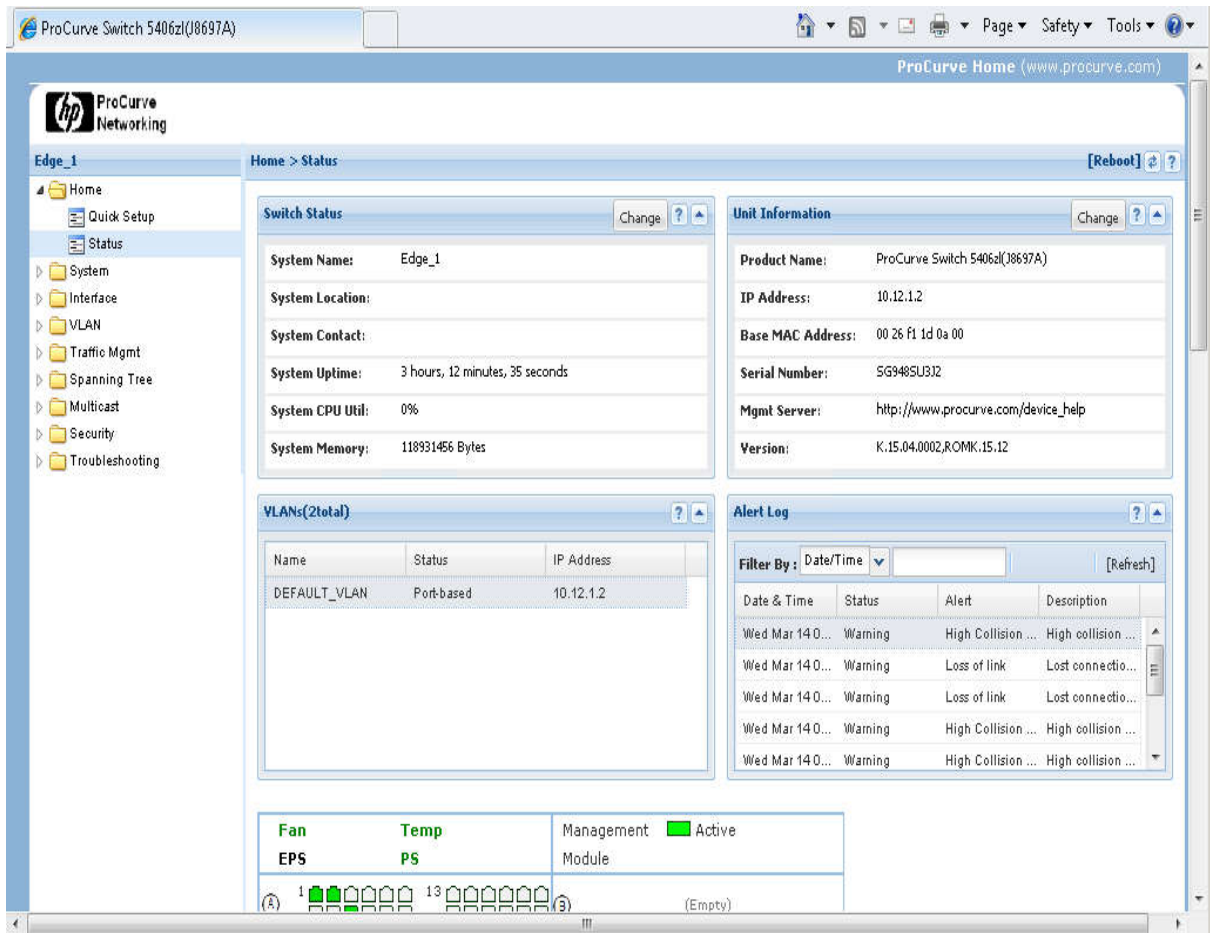 ProCurve Switch 5406zl(J8697A)
Page Safety Tools
ProCurve Home (www.procurve.com)
hp ProCurve
Networking
Edge_1
Home
Quick Setup
Status
System
Interface
VLAN
Traffic Mgmt
Spanning Tree
Multicast
Security
Troubleshooting
Home > Status [Reboot] ?
Switch Status Change ?
System Name: Edge_1
System Location:
System Contact:
System Uptime: 3 hours, 12 minutes, 35 seconds
System CPU Util: 0%
System Memory: 118931456 Bytes
Unit Information Change ?
Product Name: ProCurve Switch 5406zl(J8697A)
IP Address: 10.12.1.2
Base MAC Address: 00 26 f1 1d 0a 00
Serial Number: SG948SU3J2
Mgmt Server: http://www.procurve.com/device_help
Version: K.15.04.0002,ROMK.15.12
VLANs(2total) ?
Name Status IP Address
DEFAULT_VLAN Port-based 10.12.1.2
Alert Log ?
Filter By : Date/Time [Refresh]
Date & Time Status Alert Description
Wed Mar 14 0... Warning High Collision ... High collision ...
Wed Mar 14 0... Warning Loss of link Lost connectio...
Wed Mar 14 0... Warning Loss of link Lost connectio...
Wed Mar 14 0... Warning High Collision ... High collision ...
Wed Mar 14 0... Warning High Collision ... High collision ...
Fan Temp Management Active
EPS PS Module
A 1 13 B (Empty)